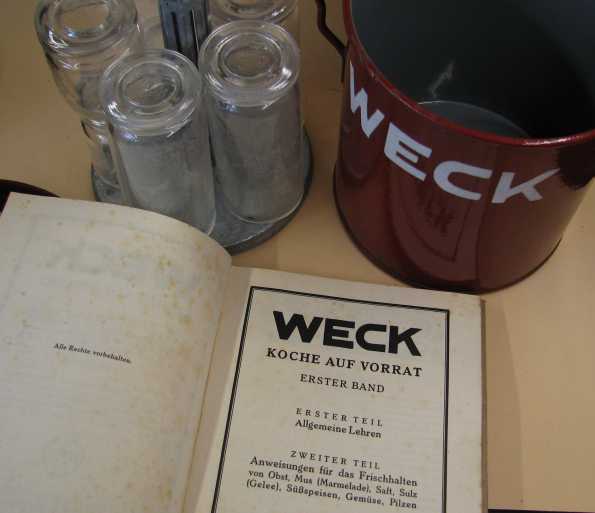 WECK
Alle Rechte vorbehalten.
WECK
KOCHE AUF VORRAT
ERSTER BAND
ERSTER TEIL
Allgemeine Lehren
ZWEITER TEIL
Anweisungen für das Frischhalten
von Obst, Mus (Marmelade), Saft, Sulz
(Gelee), Süßspeisen, Gemüse, Pilzen